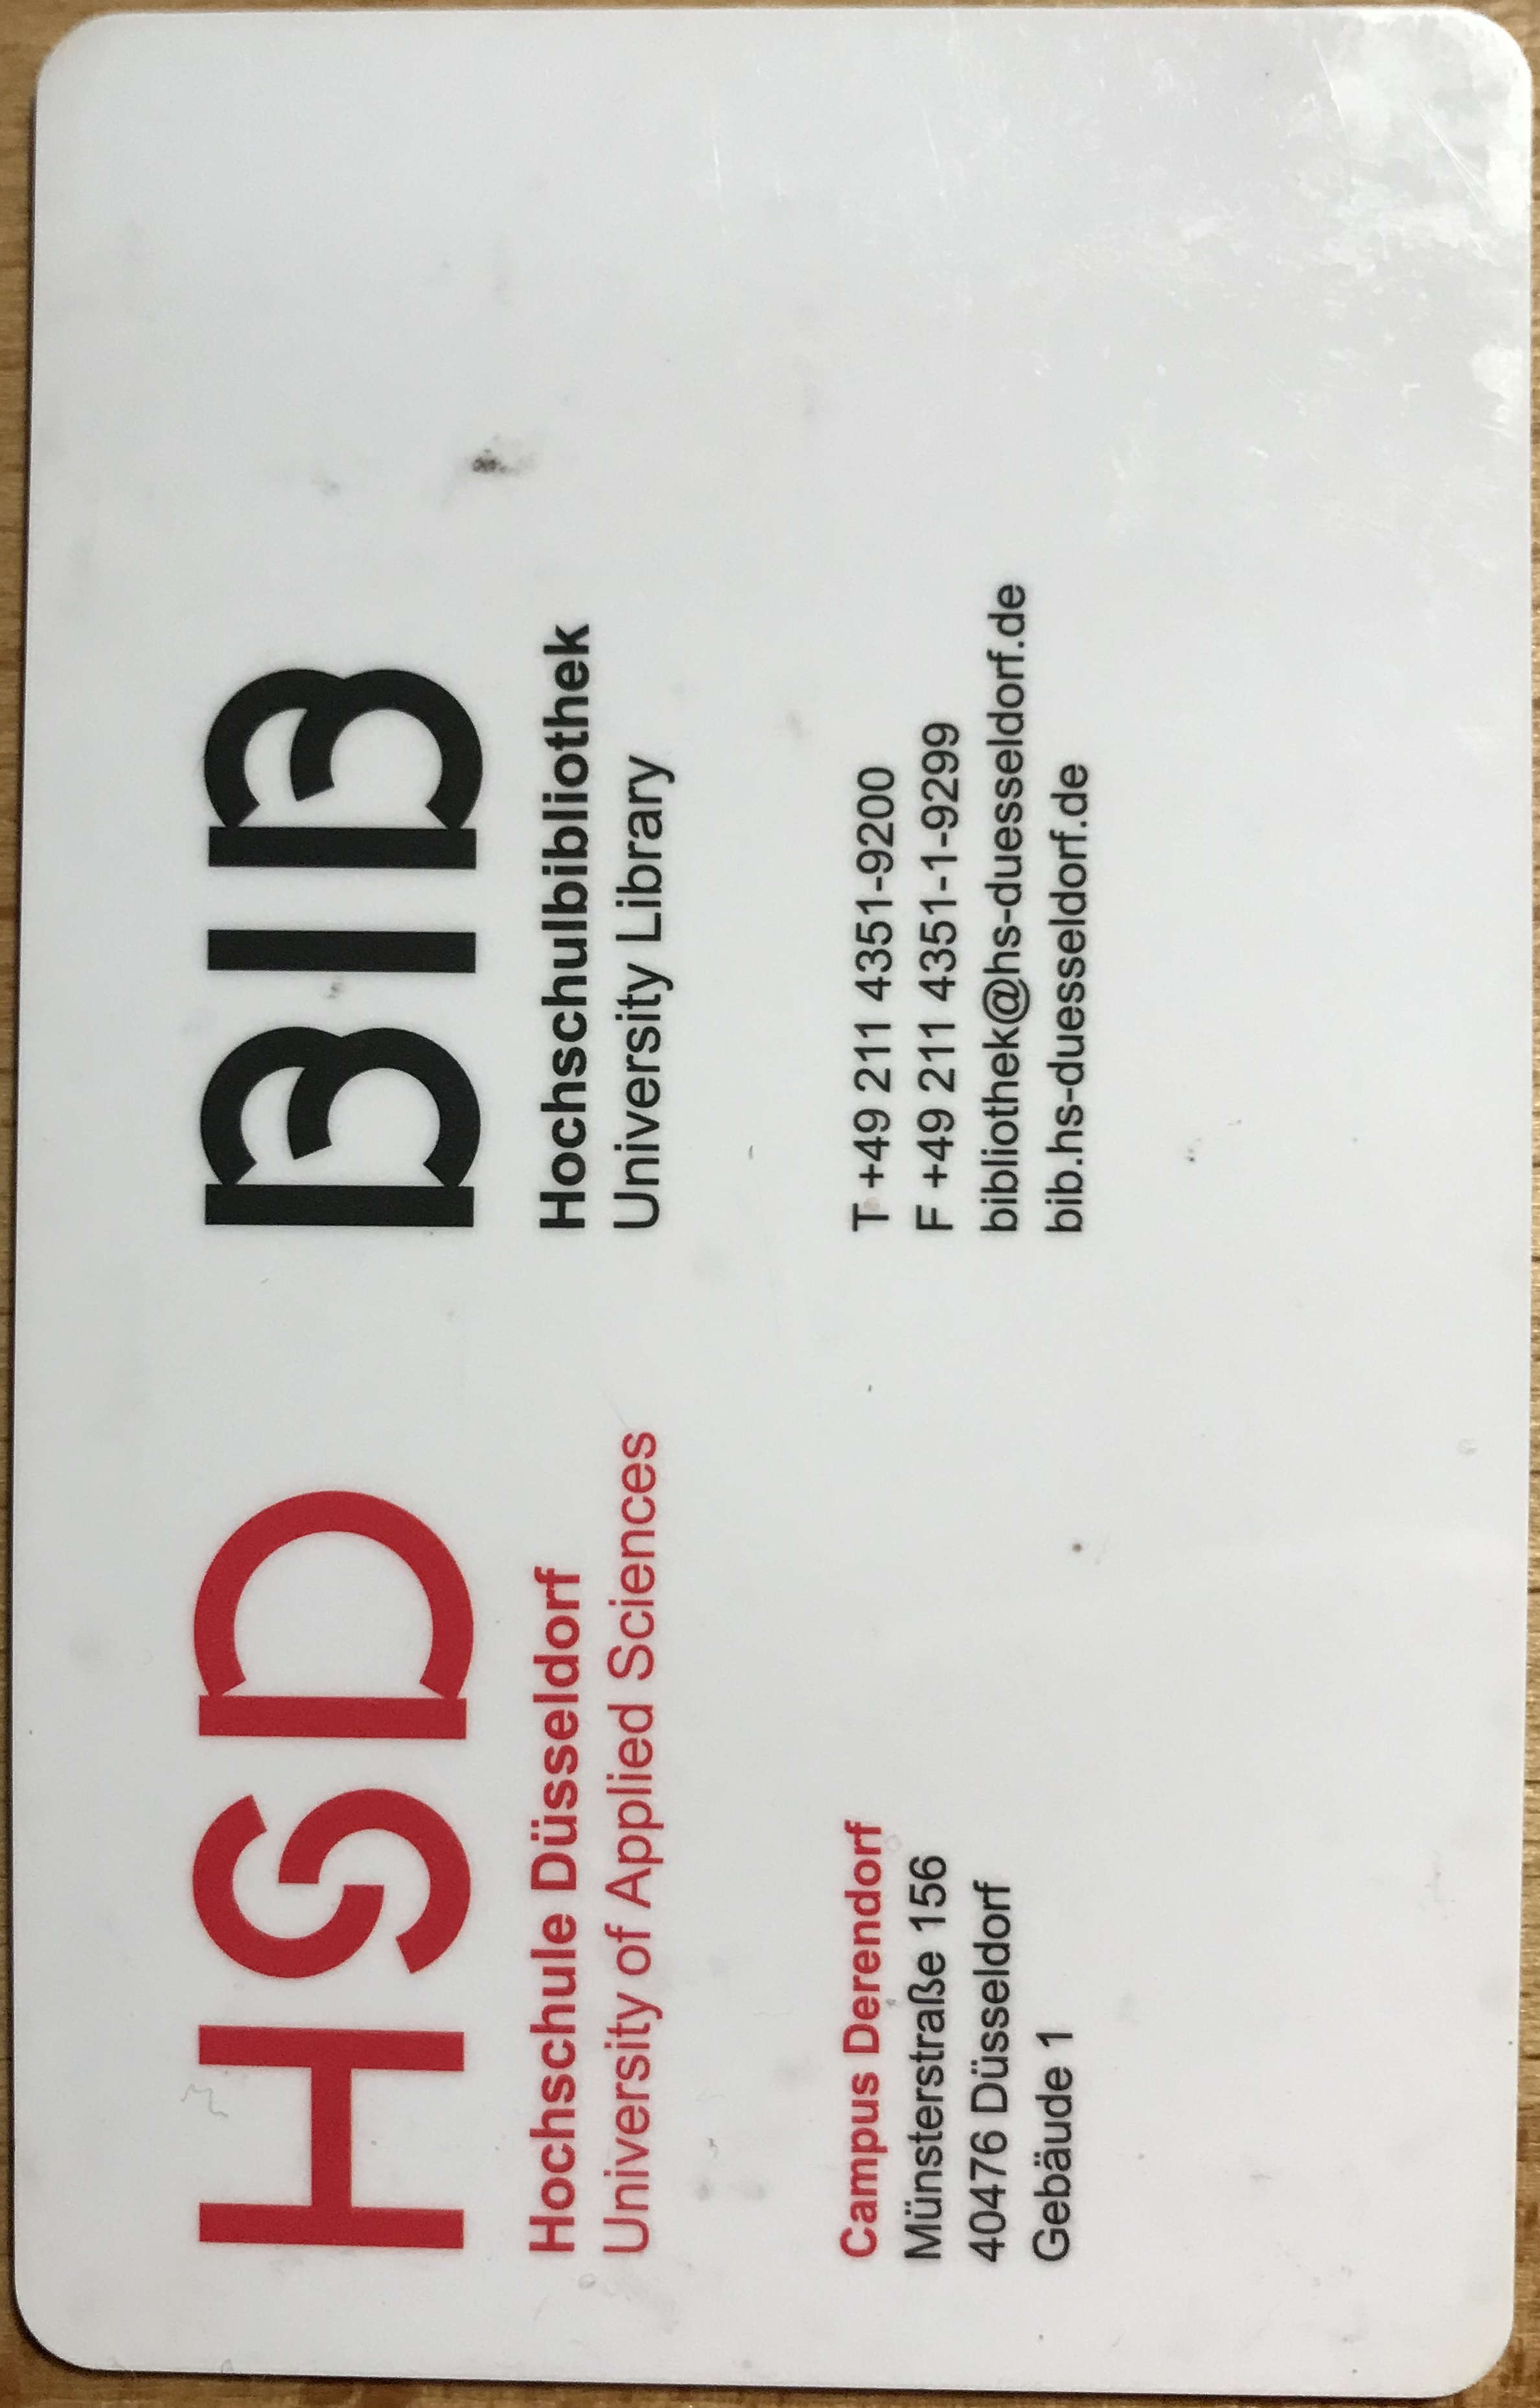 HSD
Hochschule Düsseldorf
University of Applied Sciences
BIB
Hochschulbibliothek
University Library
Campus Derendorf
Münsterstraße 156
40476 Düsseldorf
Gebäude 1
T +49 211 4351-9200
F +49 211 4351-1-9299
bibliothek@hs-duesseldorf.de
bib.hs-duesseldorf.de